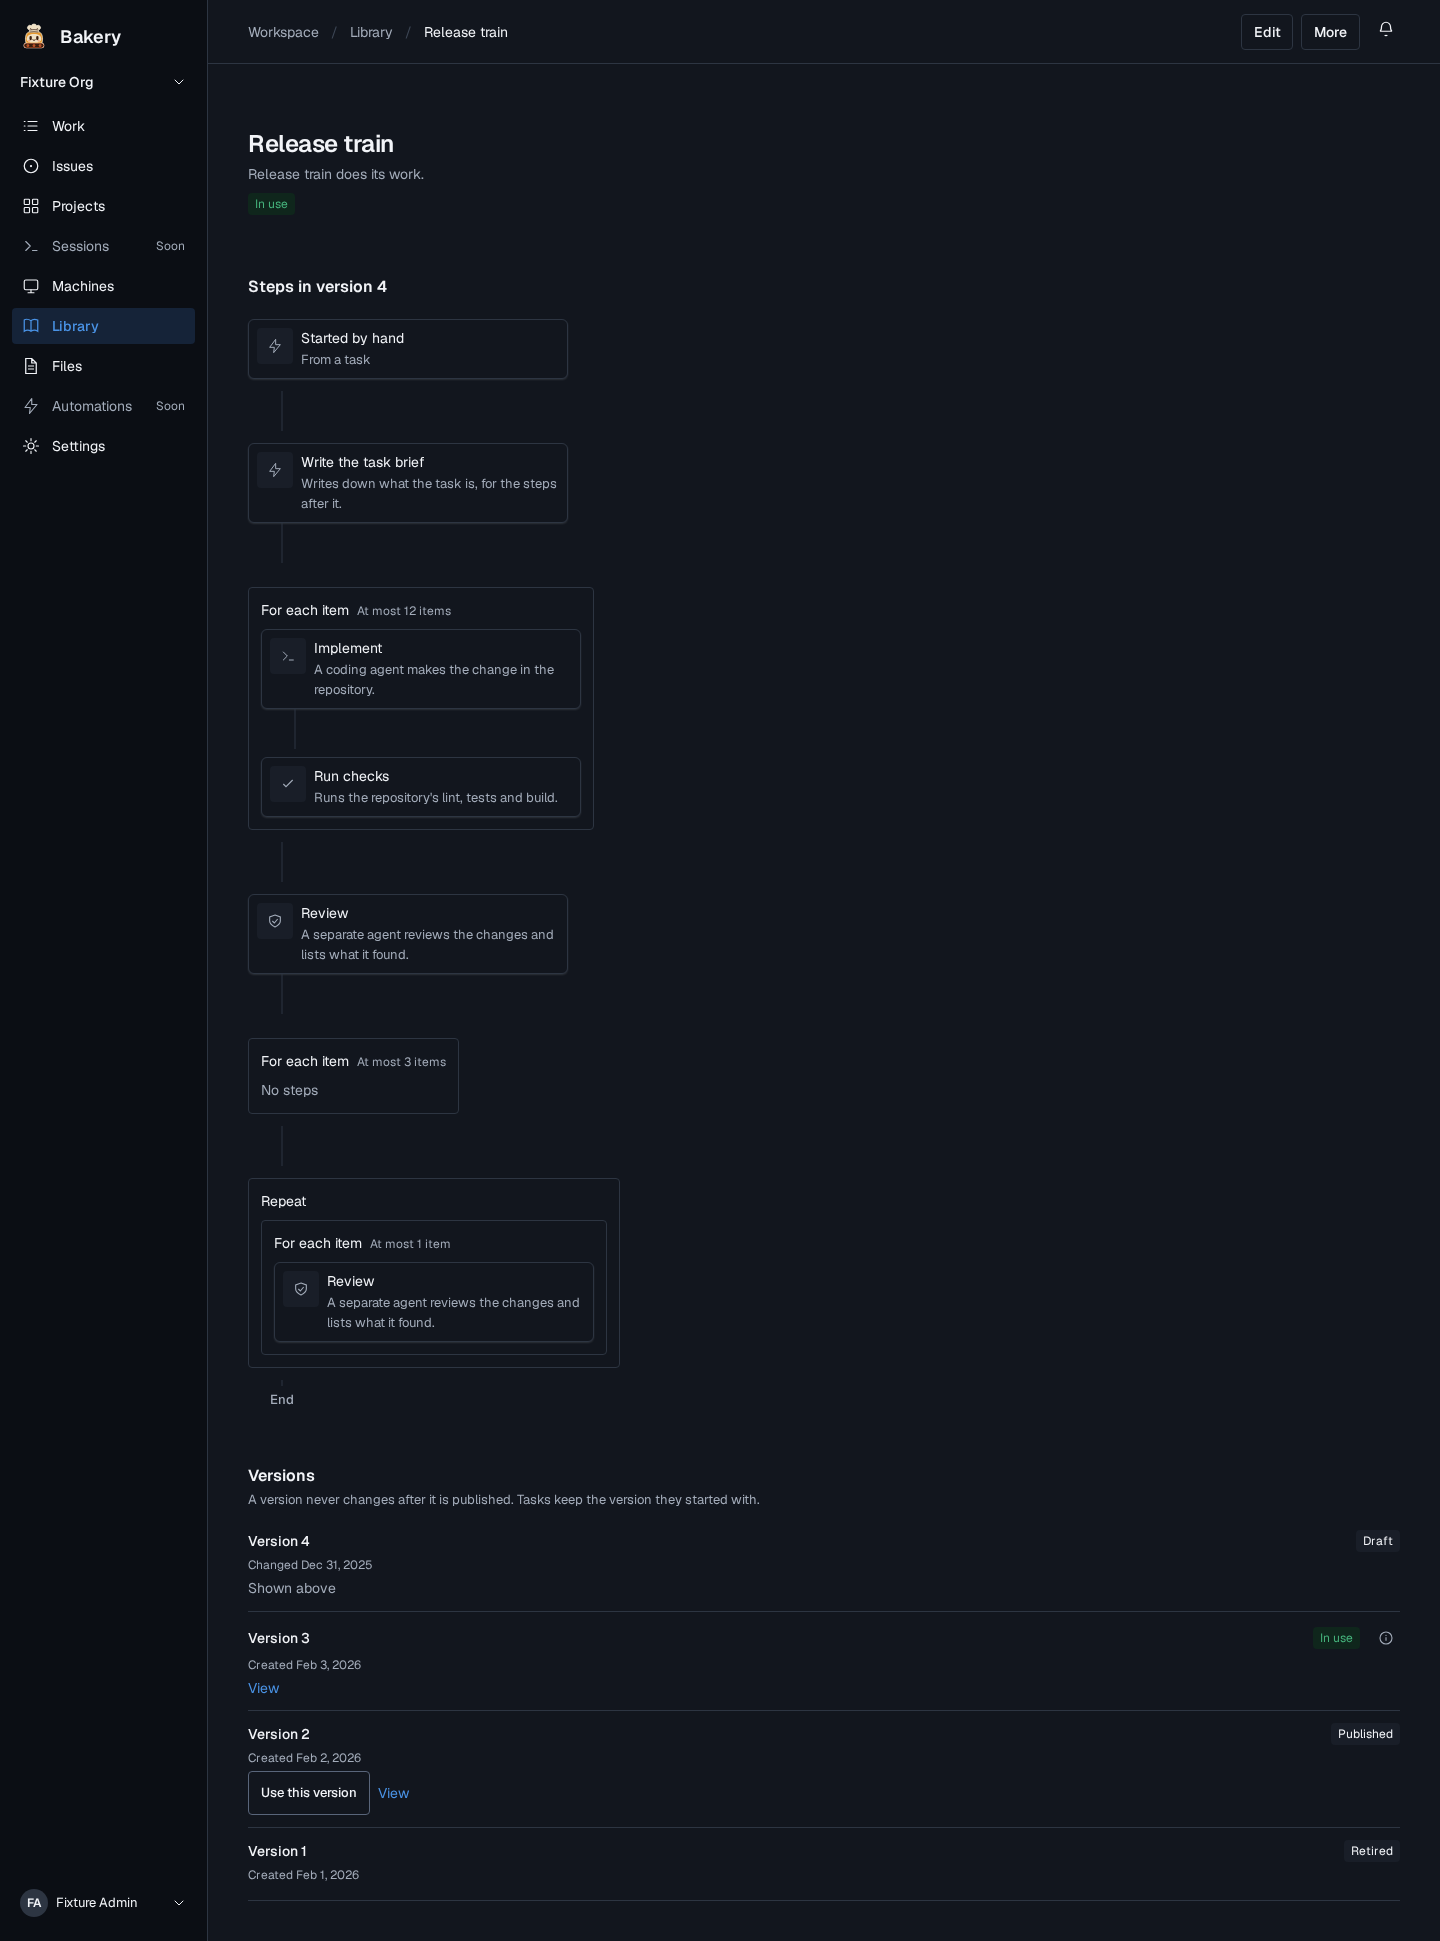 Bakery
Fixture Org
Work
Issues
Projects
Sessions Soon
Machines
Library
Files
Automations Soon
Settings
FA Fixture Admin
Workspace / Library / Release train
Edit More
Release train
Release train does its work.
In use
Steps in version 4
Started by hand
From a task
Write the task brief
Writes down what the task is, for the steps
after it.
For each item At most 12 items
Implement
A coding agent makes the change in the
repository.
Run checks
Runs the repository's lint, tests and build.
Review
A separate agent reviews the changes and
lists what it found.
For each item At most 3 items
No steps
Repeat
For each item At most 1 item
Review
A separate agent reviews the changes and
lists what it found.
End
Versions
A version never changes after it is published. Tasks keep the version they started with.
Version 4 Draft
Changed Dec 31, 2025
Shown above
Version 3 In use
Created Feb 3, 2026
View
Version 2 Published
Created Feb 2, 2026
Use this version View
Version 1 Retired
Created Feb 1, 2026